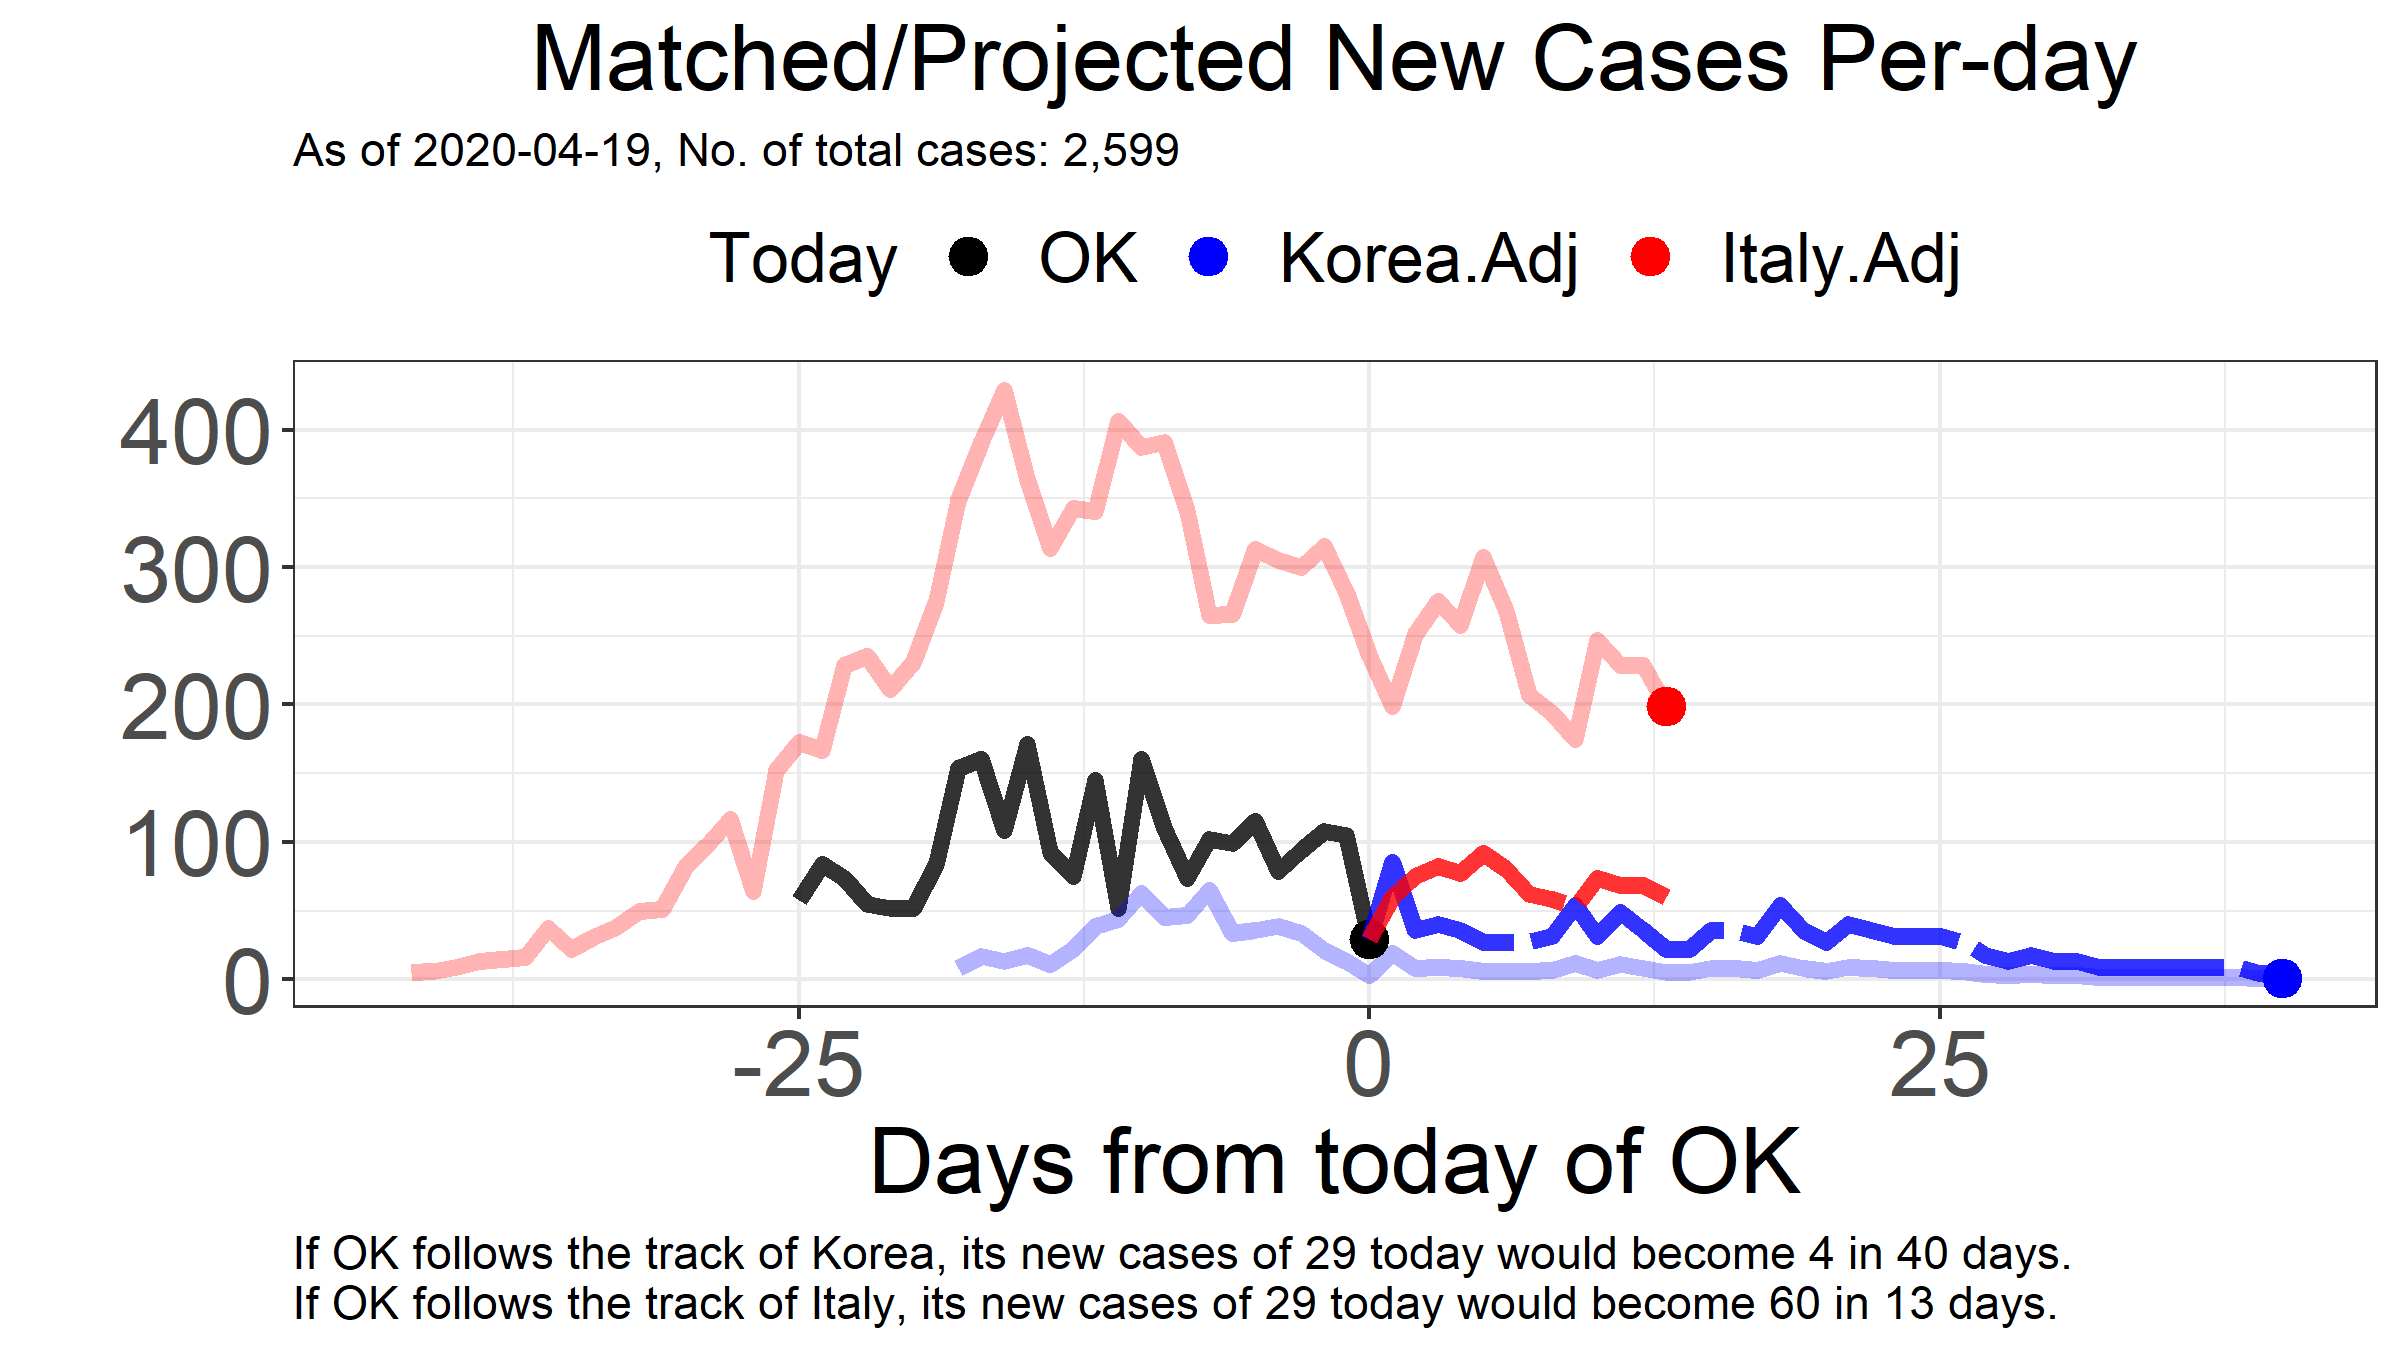 Matched/Projected New Cases Per-day
As of 2020-04-19, No. of total cases: 2,599
Today OK Korea.Adj Italy.Adj
400
300
200
100
0
-25 0 25
Days from today of OK
If OK follows the track of Korea, its new cases of 29 today would become 4 in 40 days.
If OK follows the track of Italy, its new cases of 29 today would become 60 in 13 days.